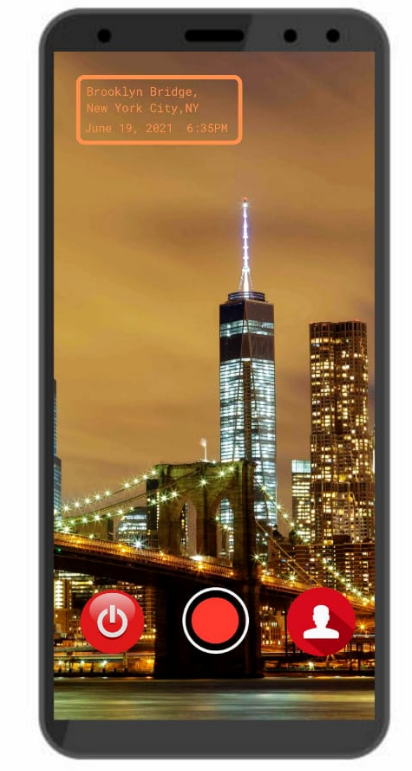 Brooklyn Bridge,
New York City,NY
June 19, 2021  6:35PM